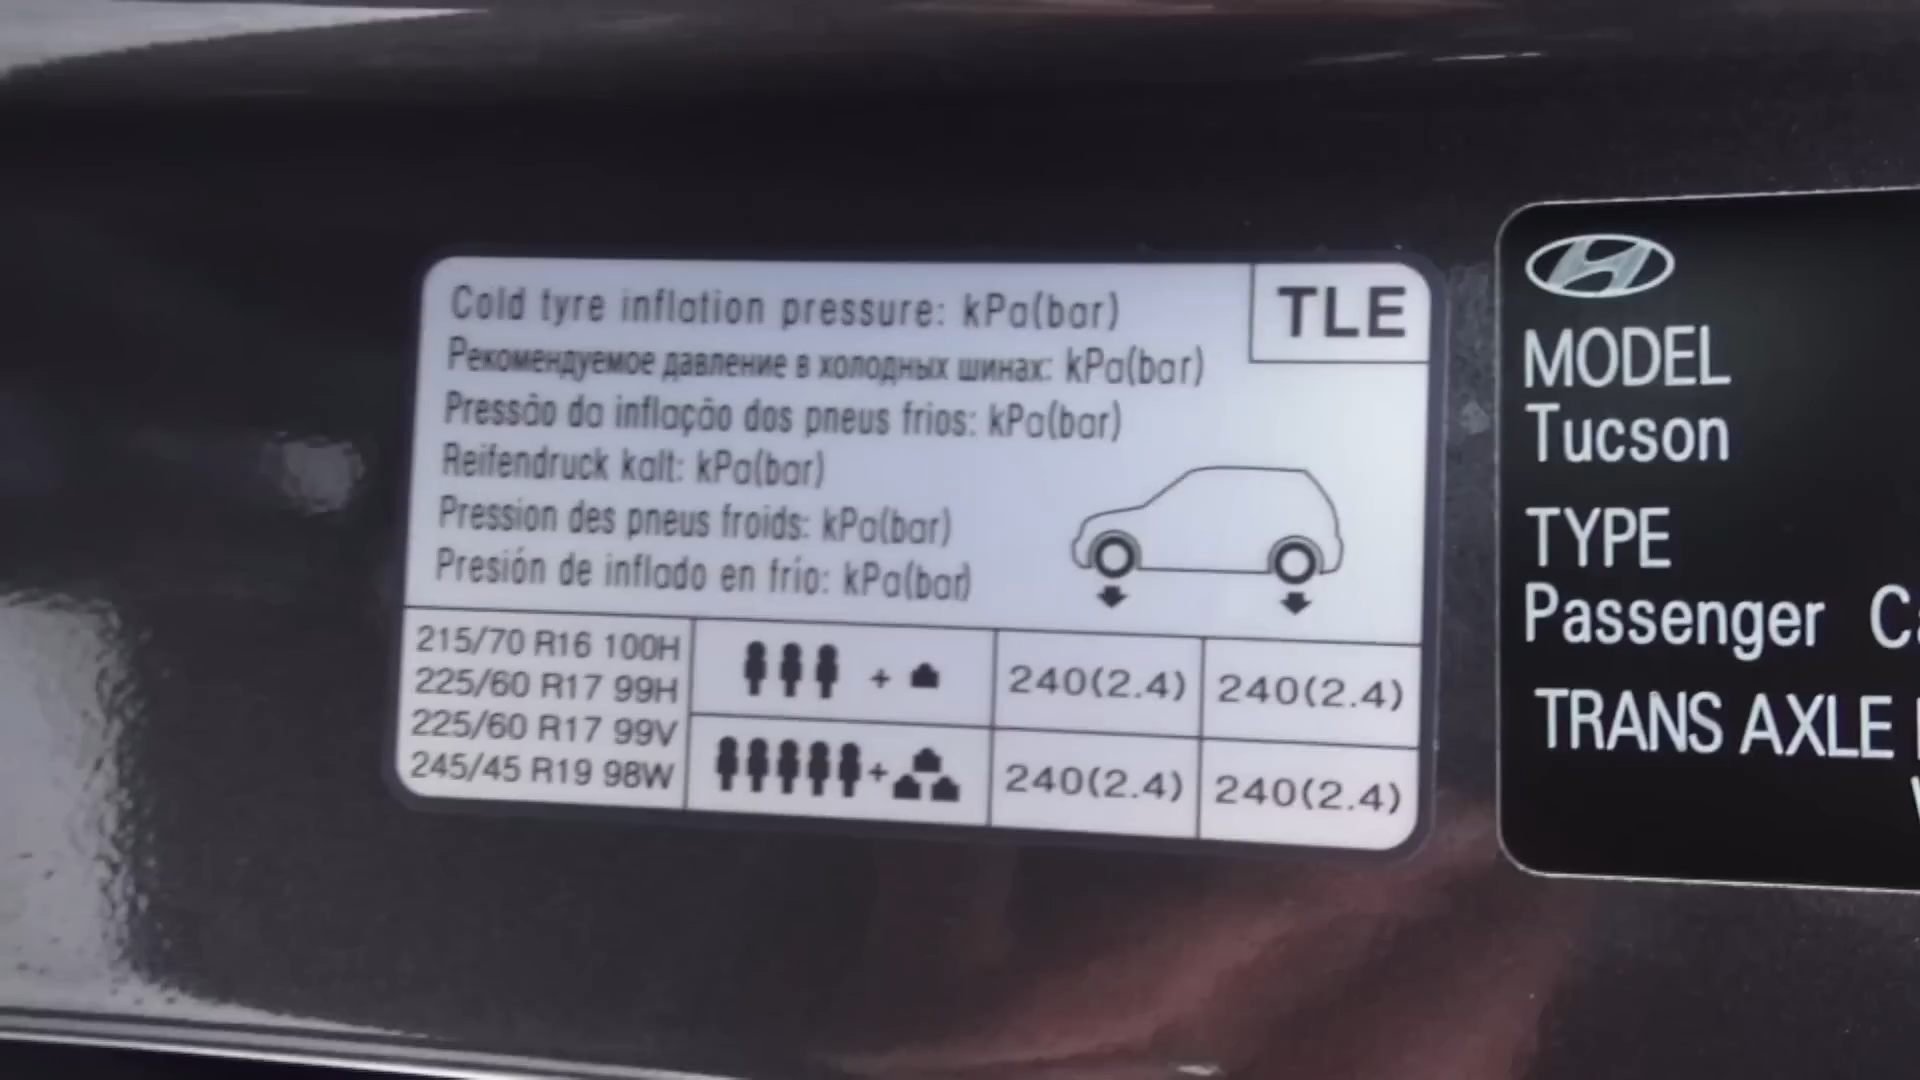 Cold tyre inflation pressure: kPa(bar)
TLE
Рекомендуемое давление в холодных шинах: kPa(bar)
Pressão da inflação dos pneus frios: kPa(bar)
Reifendruck kalt: kPa(bar)
Pression des pneus froids: kPa(bar)
Presión de inflado en frío: kPa(bar)
215/70 R16 100H
225/60 R17 99H
225/60 R17 99V
245/45 R19 98W
+ 240(2.4) 240(2.4)
+ 240(2.4) 240(2.4)
MODEL
Tucson
TYPE
Passenger
TRANS AXLE